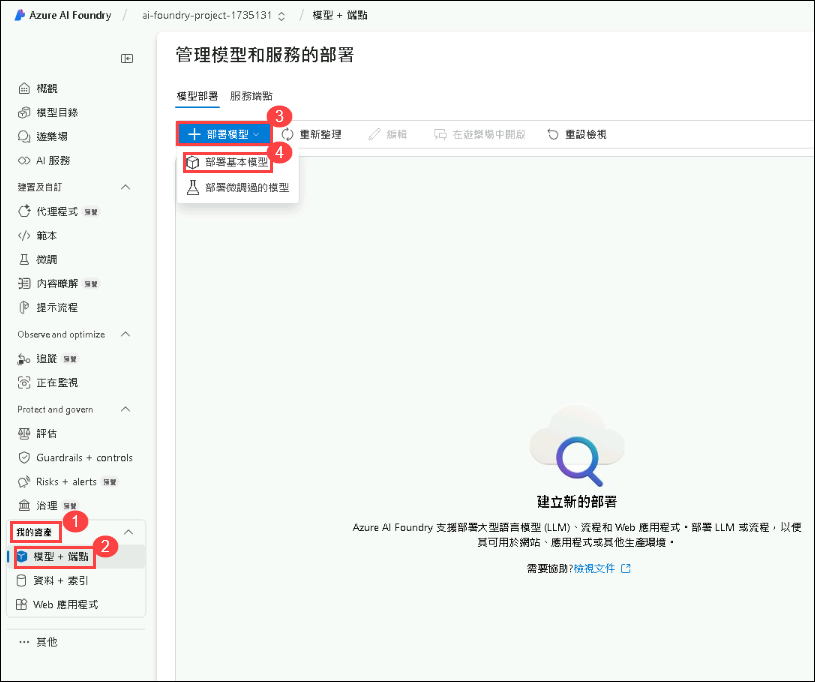 Azure AI Foundry / ai-foundry-project-1735131 / 模型 + 端點
管理模型和服務的部署
模型部署 服務端點
3
部署模型 重新整理 編輯 在遊樂場中開啟 重設檢視
4
部署基本模型
部署微調過的模型
概觀
模型目錄
遊樂場
AI 服務
建置及自訂
代理程式 預覽
範本
微調
內容瞭解 預覽
提示流程
Observe and optimize
追蹤 預覽
正在監視
Protect and govern
評估
Guardrails + controls
Risks + alerts 預覽
治理 預覽
1
我的資產
2
模型 + 端點
資料 + 索引
Web 應用程式
其他
建立新的部署
Azure AI Foundry 支援部署大型語言模型 (LLM)、流程和 Web 應用程式。部署 LLM 或流程，以便
其可用於網站、應用程式或其他生產環境。
需要協助?檢視文件